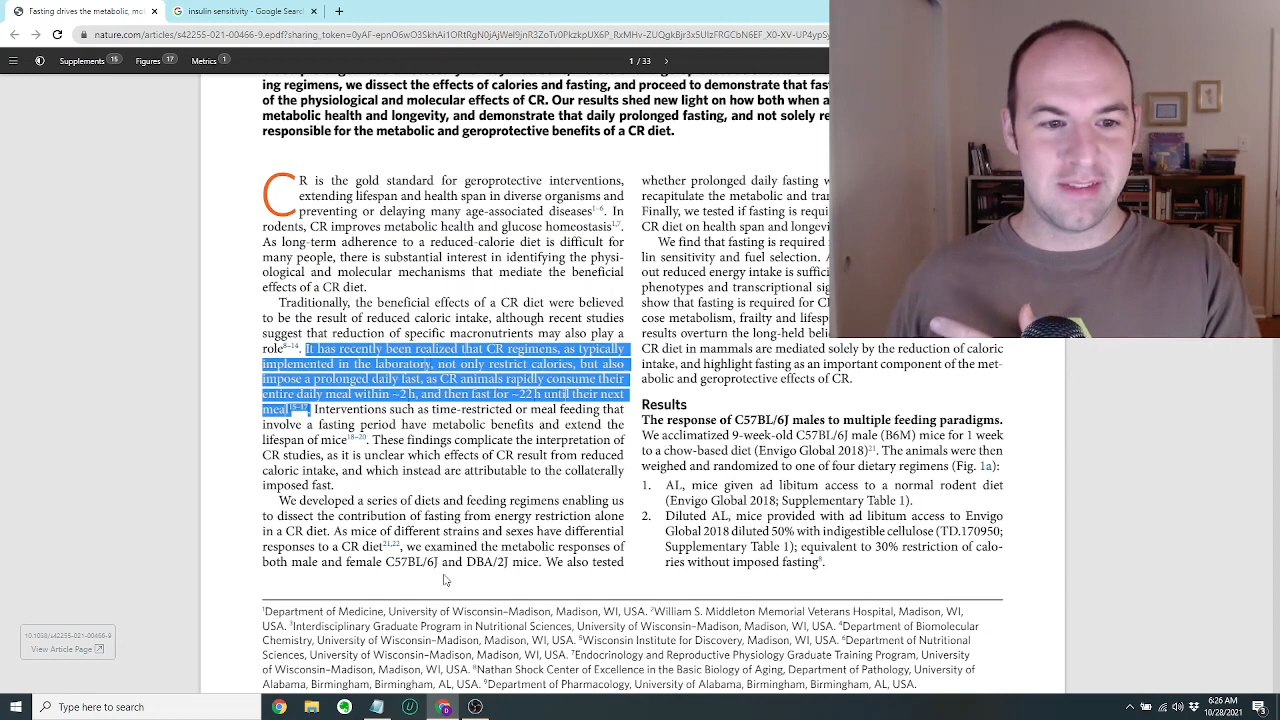 Fasting drives the metabolic, mol
insulin sensitivity - Google Search
nature.com/articles/s42255-021-00466-9.epdf?sharing_token=
Supplements 15 Figures 17 Metrics 1
1 / 33
ing regimens, we dissect the effects of calories and fasting, and proceed to demonstrate that fas
of the physiological and molecular effects of CR. Our results shed new light on how both when a
metabolic health and longevity, and demonstrate that daily prolonged fasting, and not solely re
responsible for the metabolic and geroprotective benefits of a CR diet.
CR is the gold standard for geroprotective interventions,
extending lifespan and health span in diverse organisms and
preventing or delaying many age-associated diseases1–6. In
rodents, CR improves metabolic health and glucose homeostasis1,7.
As long-term adherence to a reduced-calorie diet is difficult for
many people, there is substantial interest in identifying the physi-
ological and molecular mechanisms that mediate the beneficial
effects of a CR diet.
Traditionally, the beneficial effects of a CR diet were believed
to be the result of reduced caloric intake, although recent studies
suggest that reduction of specific macronutrients may also play a
role8–14. It has recently been realized that CR regimens, as typically
implemented in the laboratory, not only restrict calories, but also
impose a prolonged daily fast, as CR animals rapidly consume their
entire daily meal within ~2 h, and then fast for ~22 h until their next
meal15–17. Interventions such as time-restricted or meal feeding that
involve a fasting period have metabolic benefits and extend the
lifespan of mice18–20. These findings complicate the interpretation of
CR studies, as it is unclear which effects of CR result from reduced
caloric intake, and which instead are attributable to the collaterally
imposed fast.
We developed a series of diets and feeding regimens enabling us
to dissect the contribution of fasting from energy restriction alone
in a CR diet. As mice of different strains and sexes have differential
responses to a CR diet21,22, we examined the metabolic responses of
both male and female C57BL/6J and DBA/2J mice. We also tested
whether prolonged daily fasting w
recapitulate the metabolic and tran
Finally, we tested if fasting is requi
CR diet on health span and longevi
We find that fasting is required
lin sensitivity and fuel selection. A
out reduced energy intake is suffici
phenotypes and transcriptional sig
show that fasting is required for C
cose metabolism, frailty and lifesp
results overturn the long-held beli
CR diet in mammals are mediated solely by the reduction of caloric
intake, and highlight fasting as an important component of the met-
abolic and geroprotective effects of CR.
Results
The response of C57BL/6J males to multiple feeding paradigms.
We acclimatized 9-week-old C57BL/6J male (B6M) mice for 1 week
to a chow-based diet (Envigo Global 2018)21. The animals were then
weighed and randomized to one of four dietary regimens (Fig. 1a):
1. AL, mice given ad libitum access to a normal rodent diet
(Envigo Global 2018; Supplementary Table 1).
2. Diluted AL, mice provided with ad libitum access to Envigo
Global 2018 diluted 50% with indigestible cellulose (TD.170950;
Supplementary Table 1); equivalent to 30% restriction of calo-
ries without imposed fasting8.
1Department of Medicine, University of Wisconsin–Madison, Madison, WI, USA. 2William S. Middleton Memorial Veterans Hospital, Madison, WI,
USA. 3Interdisciplinary Graduate Program in Nutritional Sciences, University of Wisconsin–Madison, Madison, WI, USA. 4Department of Biomolecular
Chemistry, University of Wisconsin–Madison, Madison, WI, USA. 5Wisconsin Institute for Discovery, Madison, WI, USA. 6Department of Nutritional
Sciences, University of Wisconsin–Madison, Madison, WI, USA. 7Endocrinology and Reproductive Physiology Graduate Training Program, University
of Wisconsin–Madison, Madison, WI, USA. 8Nathan Shock Center of Excellence in the Basic Biology of Aging, Department of Pathology, University of
Alabama, Birmingham, Birmingham, AL, USA. 9Department of Pharmacology, University of Alabama, Birmingham, Birmingham, AL, USA.
10.1038/s42255-021-00466-9
View Article Page
Type here to search
6:26 AM
10/28/2021